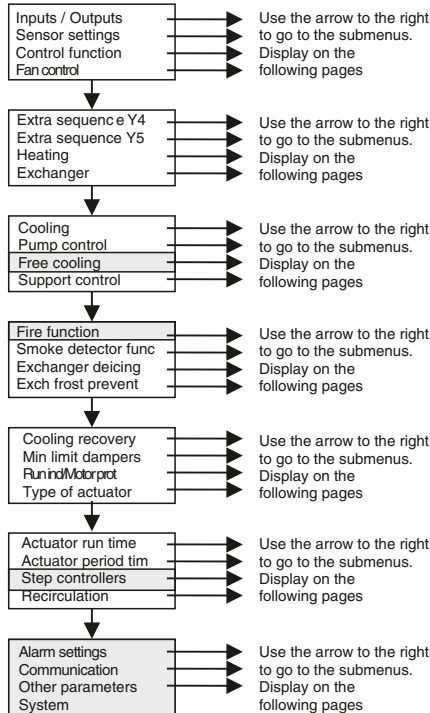 Inputs / Outputs
Sensor settings
Control function
Fan control
Use the arrow to the right
to go to the submenus.
Display on the
following pages
Extra sequence Y4
Extra sequence Y5
Heating
Exchanger
Use the arrow to the right
to go to the submenus.
Display on the
following pages
Cooling
Pump control
Free cooling
Support control
Use the arrow to the right
to go to the submenus.
Display on the
following pages
Fire function
Smoke detector func
Exchanger deicing
Exch frost prevent
Use the arrow to the right
to go to the submenus.
Display on the
following pages
Cooling recovery
Min limit dampers
Run ind/Motor prot
Type of actuator
Use the arrow to the right
to go to the submenus.
Display on the
following pages
Actuator run time
Actuator period tim
Step controllers
Recirculation
Use the arrow to the right
to go to the submenus.
Display on the
following pages
Alarm settings
Communication
Other parameters
System
Use the arrow to the right
to go to the submenus.
Display on the
following pages